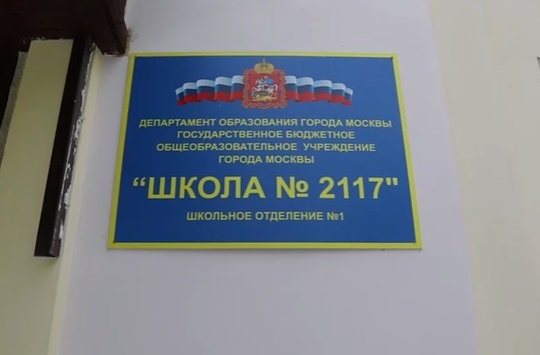 ДЕПАРТАМЕНТ ОБРАЗОВАНИЯ ГОРОДА МОСКВЫ
ГОСУДАРСТВЕННОЕ БЮДЖЕТНОЕ
ОБЩЕОБРАЗОВАТЕЛЬНОЕ УЧРЕЖДЕНИЕ
ГОРОДА МОСКВЫ
“ШКОЛА № 2117"
ШКОЛЬНОЕ ОТДЕЛЕНИЕ №1